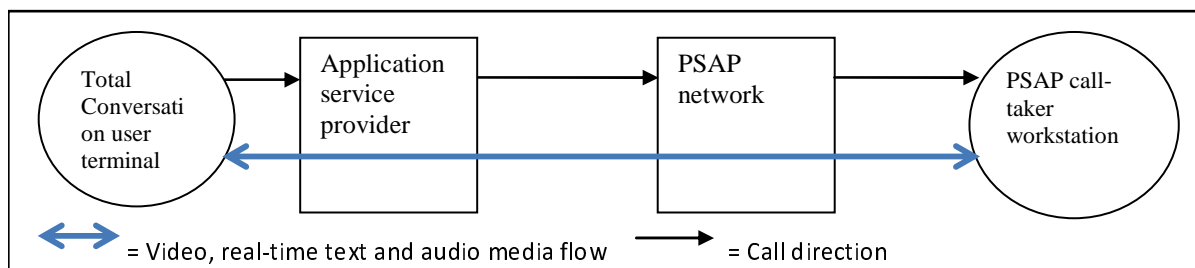 Total
Conversati
on user
terminal
Application
service
provider
PSAP
network
PSAP call-
taker
workstation
= Video, real-time text and audio media flow
= Call direction